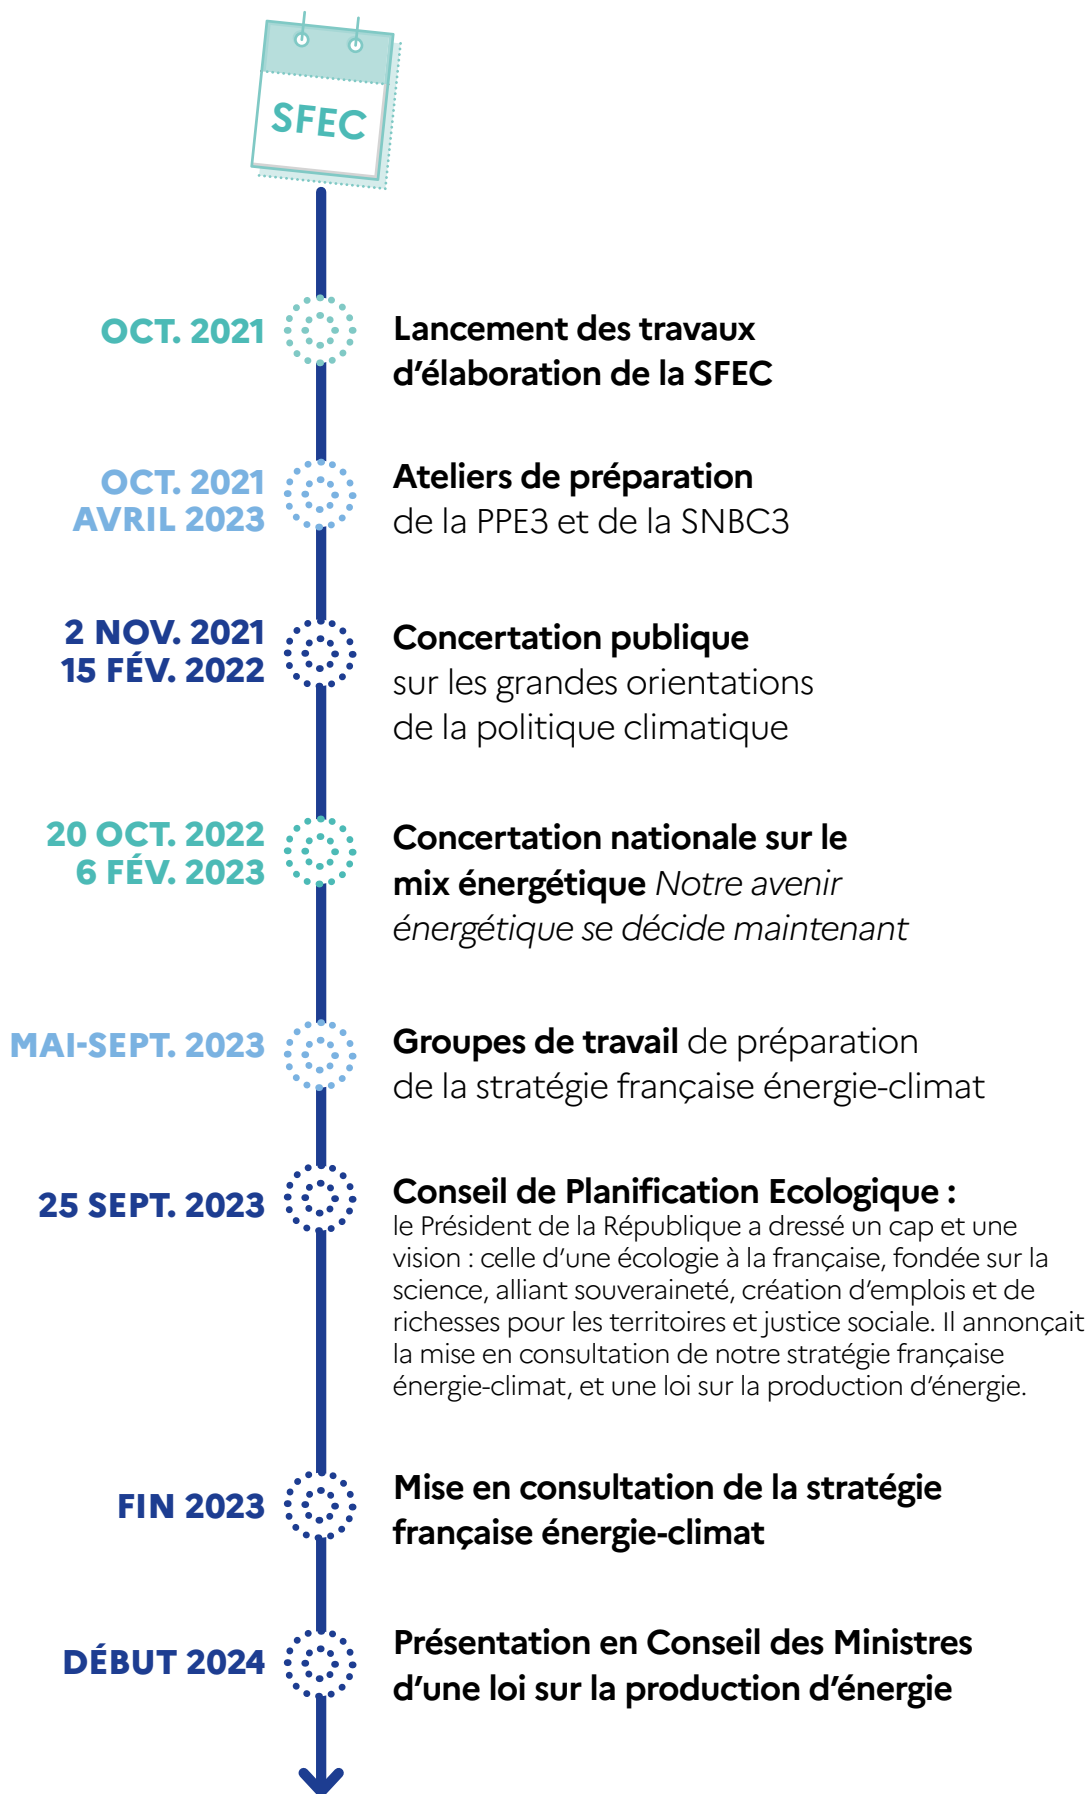 SFEC
OCT. 2021
Lancement des travaux
d’élaboration de la SFEC
OCT. 2021
AVRIL 2023
Ateliers de préparation
de la PPE3 et de la SNBC3
2 NOV. 2021
15 FÉV. 2022
Concertation publique
sur les grandes orientations
de la politique climatique
20 OCT. 2022
6 FÉV. 2023
Concertation nationale sur le
mix énergétique Notre avenir
énergétique se décide maintenant
MAI-SEPT. 2023
Groupes de travail de préparation
de la stratégie française énergie-climat
25 SEPT. 2023
Conseil de Planification Ecologique :
le Président de la République a dressé un cap et une
vision : celle d’une écologie à la française, fondée sur la
science, alliant souveraineté, création d’emplois et de
richesses pour les territoires et justice sociale. Il annonçait
la mise en consultation de notre stratégie française
énergie-climat, et une loi sur la production d’énergie.
FIN 2023
Mise en consultation de la stratégie
française énergie-climat
DÉBUT 2024
Présentation en Conseil des Ministres
d’une loi sur la production d’énergie